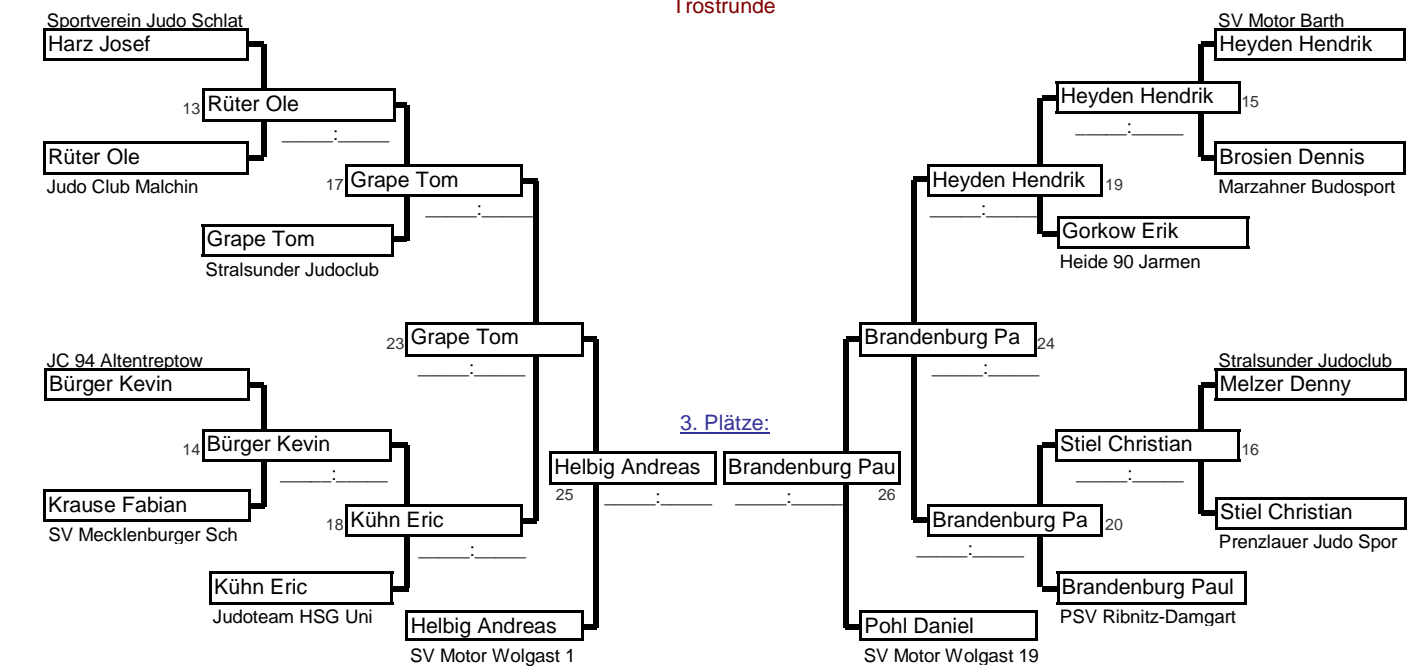 Trostrunde
Sportverein Judo Schlat
SV Motor Barth
Harz Josef
Heyden Hendrik
13 Rüter Ole
Heyden Hendrik 15
_____:_____
_____:_____
Rüter Ole
Brosien Dennis
Judo Club Malchin
Marzahner Budosport
17 Grape Tom
Heyden Hendrik 19
_____:_____
_____:_____
Grape Tom
Gorkow Erik
Stralsunder Judoclub
Heide 90 Jarmen
23 Grape Tom
Brandenburg Pa 24
_____:_____
_____:_____
JC 94 Altentreptow
Stralsunder Judoclub
Bürger Kevin
Melzer Denny
3. Plätze:
14 Bürger Kevin
Stiel Christian 16
_____:_____
_____:_____
Helbig Andreas
Brandenburg Pau
25 _____:_____
_____:_____ 26
Krause Fabian
Stiel Christian
SV Mecklenburger Sch
Prenzlauer Judo Spor
18 Kühn Eric
Brandenburg Pa 20
_____:_____
_____:_____
Kühn Eric
Brandenburg Paul
Judoteam HSG Uni
PSV Ribnitz-Damgart
Helbig Andreas
Pohl Daniel
SV Motor Wolgast 1
SV Motor Wolgast 19